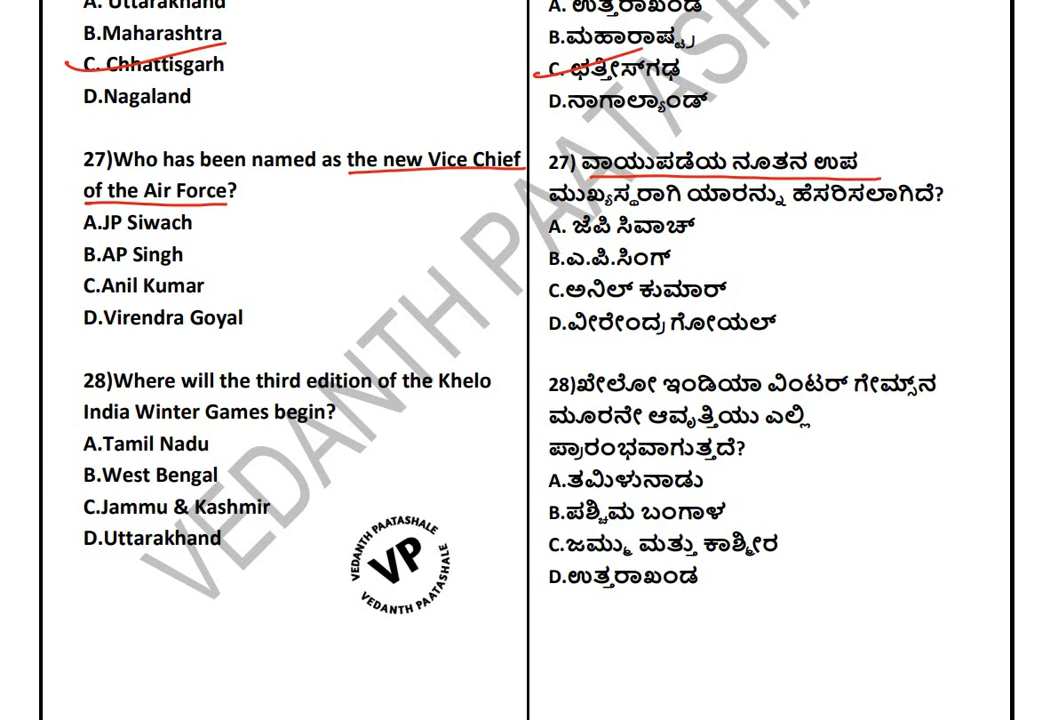 A. Uttarakhand
B.Maharashtra
C. Chhattisgarh
D.Nagaland
27)Who has been named as the new Vice Chief
of the Air Force?
A.JP Siwach
B.AP Singh
C.Anil Kumar
D.Virendra Goyal
28)Where will the third edition of the Khelo
India Winter Games begin?
A.Tamil Nadu
B.West Bengal
C.Jammu & Kashmir
D.Uttarakhand
A. ಉತ್ತರಾಖಂಡ
B.ಮಹಾರಾಷ್ಟ್ರ
C. ಛತ್ತೀಸ್‌ಗಢ
D.ನಾಗಾಲ್ಯಾಂಡ್
27) ವಾಯುಪಡೆಯ ನೂತನ ಉಪ
ಮುಖ್ಯಸ್ಥರಾಗಿ ಯಾರನ್ನು ಹೆಸರಿಸಲಾಗಿದೆ?
A. ಜೆಪಿ ಸಿವಾಚ್
B.ಎ.ಪಿ.ಸಿಂಗ್
C.ಅನಿಲ್ ಕುಮಾರ್
D.ವೀರೇಂದ್ರ ಗೋಯಲ್
28)ಖೇಲೋ ಇಂಡಿಯಾ ವಿಂಟರ್ ಗೇಮ್ಸ್‌ನ
ಮೂರನೇ ಆವೃತ್ತಿಯು ಎಲ್ಲಿ
ಪ್ರಾರಂಭವಾಗುತ್ತದೆ?
A.ತಮಿಳುನಾಡು
B.ಪಶ್ಚಿಮ ಬಂಗಾಳ
C.ಜಮ್ಮು ಮತ್ತು ಕಾಶ್ಮೀರ
D.ಉತ್ತರಾಖಂಡ
VEDANTH PAATASHALE
VP
VEDANTH PAATASHALE
VEDANTH PAATASHA